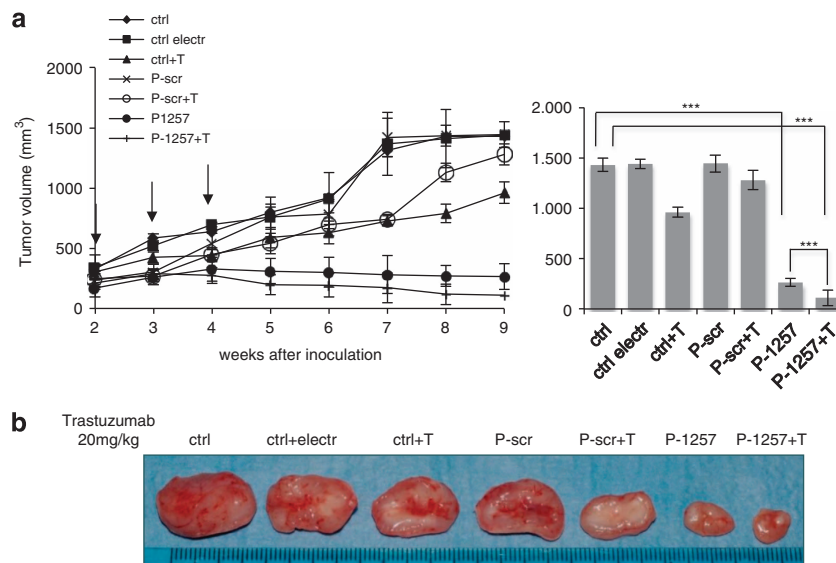 a
ctrl
ctrl electr
ctrl+T
P-scr
P-scr+T
P1257
P-1257+T
Tumor volume (mm³)
2000
1500
1000
500
0
2 3 4 5 6 7 8 9
weeks after inoculation
2.000
1.500
1.000
500
0
***
***
***
ctrl
ctrl electr
ctrl+T
P-scr
P-scr+T
P-1257
P-1257+T
b
Trastuzumab
20mg/kg ctrl ctrl+electr ctrl+T P-scr P-scr+T P-1257 P-1257+T